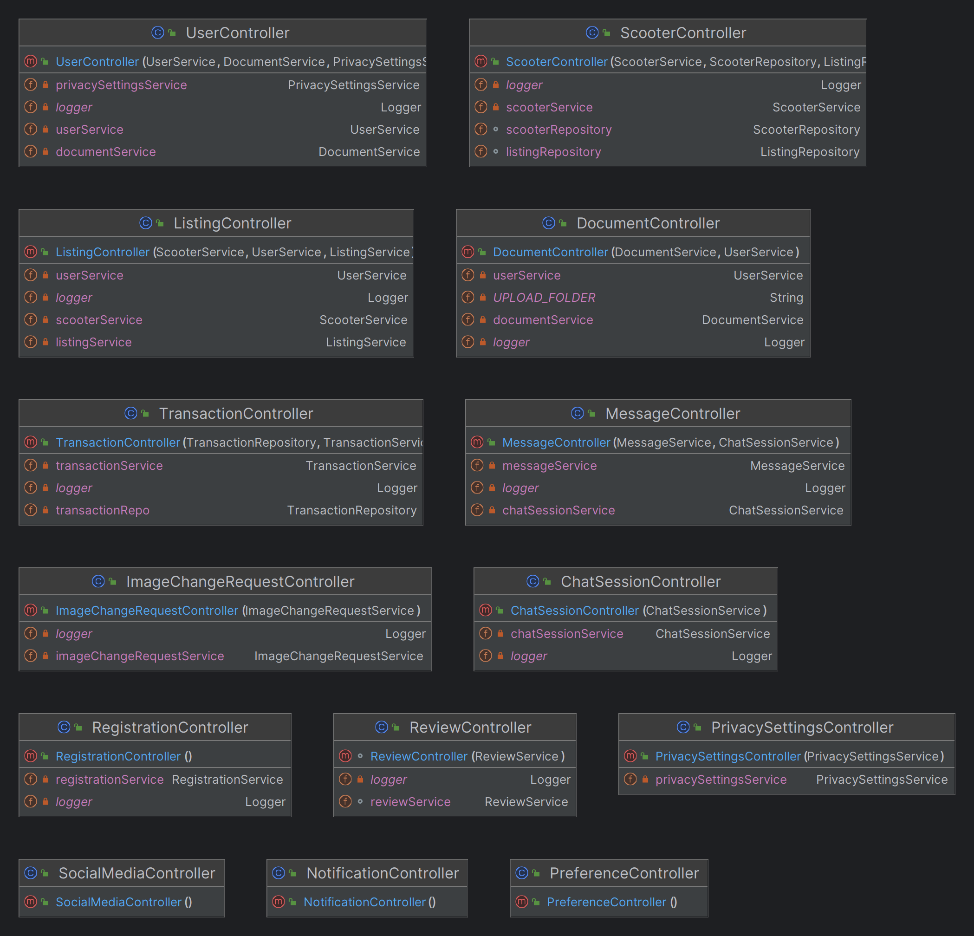 UserController
UserController (UserService, DocumentService, PrivacySettingsS
privacySettingsService PrivacySettingsService
logger Logger
userService UserService
documentService DocumentService
ScooterController
ScooterController (ScooterService, ScooterRepository, ListingR
logger Logger
scooterService ScooterService
scooterRepository ScooterRepository
listingRepository ListingRepository
ListingController
ListingController (ScooterService, UserService, ListingService)
userService UserService
logger Logger
scooterService ScooterService
listingService ListingService
DocumentController
DocumentController (DocumentService, UserService)
userService UserService
UPLOAD_FOLDER String
documentService DocumentService
logger Logger
TransactionController
TransactionController (TransactionRepository, TransactionServi
transactionService TransactionService
logger Logger
transactionRepo TransactionRepository
MessageController
MessageController (MessageService, ChatSessionService)
messageService MessageService
logger Logger
chatSessionService ChatSessionService
ImageChangeRequestController
ImageChangeRequestController (ImageChangeRequestService)
logger Logger
imageChangeRequestService ImageChangeRequestService
ChatSessionController
ChatSessionController (ChatSessionService)
chatSessionService ChatSessionService
logger Logger
RegistrationController
RegistrationController ()
registrationService RegistrationService
logger Logger
ReviewController
ReviewController (ReviewService)
logger Logger
reviewService ReviewService
PrivacySettingsController
PrivacySettingsController (PrivacySettingsService)
privacySettingsService PrivacySettingsService
SocialMediaController
SocialMediaController ()
NotificationController
NotificationController ()
PreferenceController
PreferenceController ()